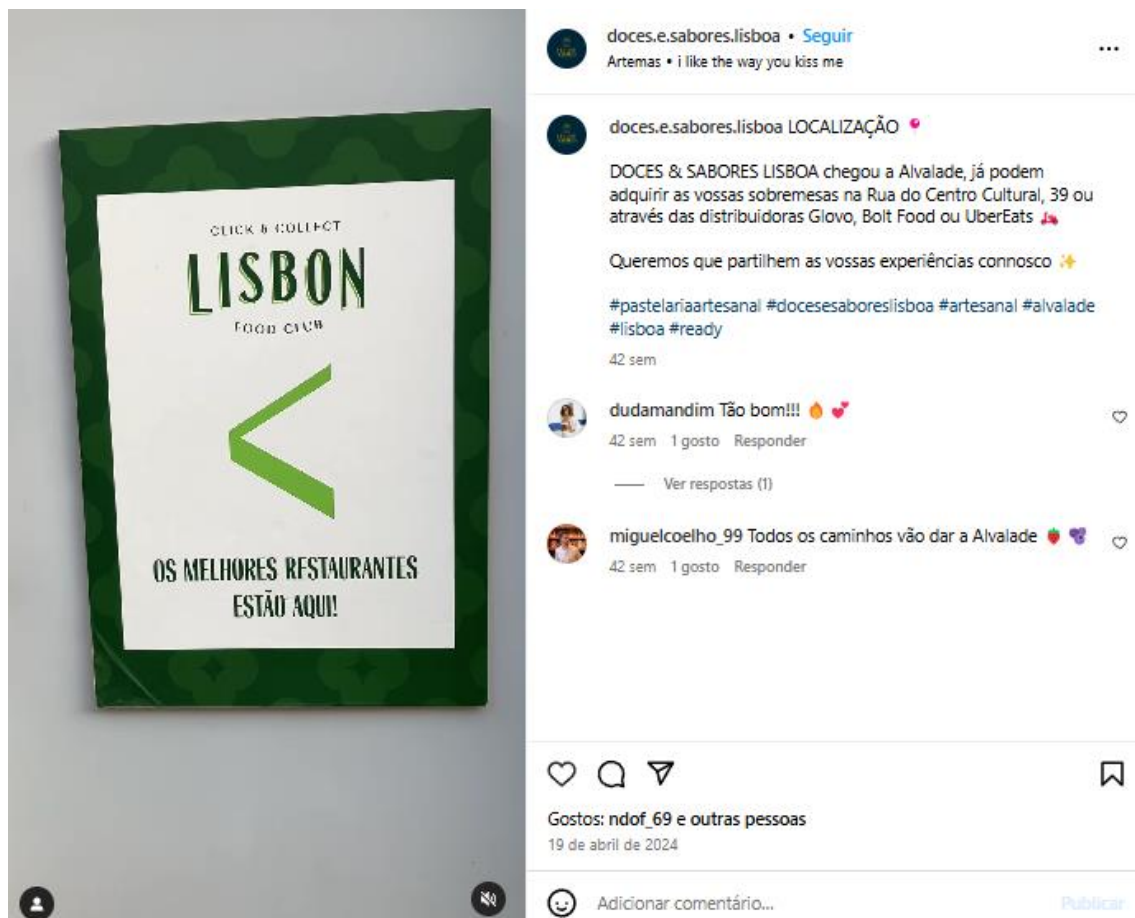 CLICK & COLLECT
LISBON
FOOD CLUB
OS MELHORES RESTAURANTES
ESTÃO AQUI!
doces.e.sabores.lisboa • Seguir
Artemas • i like the way you kiss me
doces.e.sabores.lisboa LOCALIZAÇÃO 📍
DOCES & SABORES LISBOA chegou a Alvalade, já podem
adquirir as vossas sobremesas na Rua do Centro Cultural, 39 ou
através das distribuidoras Glovo, Bolt Food ou UberEats 🛵
Queremos que partilhem as vossas experiências connosco ✨
#pastelariaartesanal #docesesaboreslisboa #artesanal #alvalade
#lisboa #ready
42 sem
dudamandim Tão bom!!! 🔥 💕
42 sem 1 gosto Responder
Ver respostas (1)
miguelcoelho_99 Todos os caminhos vão dar a Alvalade 🍓 🍇
42 sem 1 gosto Responder
Gostos: ndof_69 e outras pessoas
19 de abril de 2024
Adicionar comentário...
Publicar